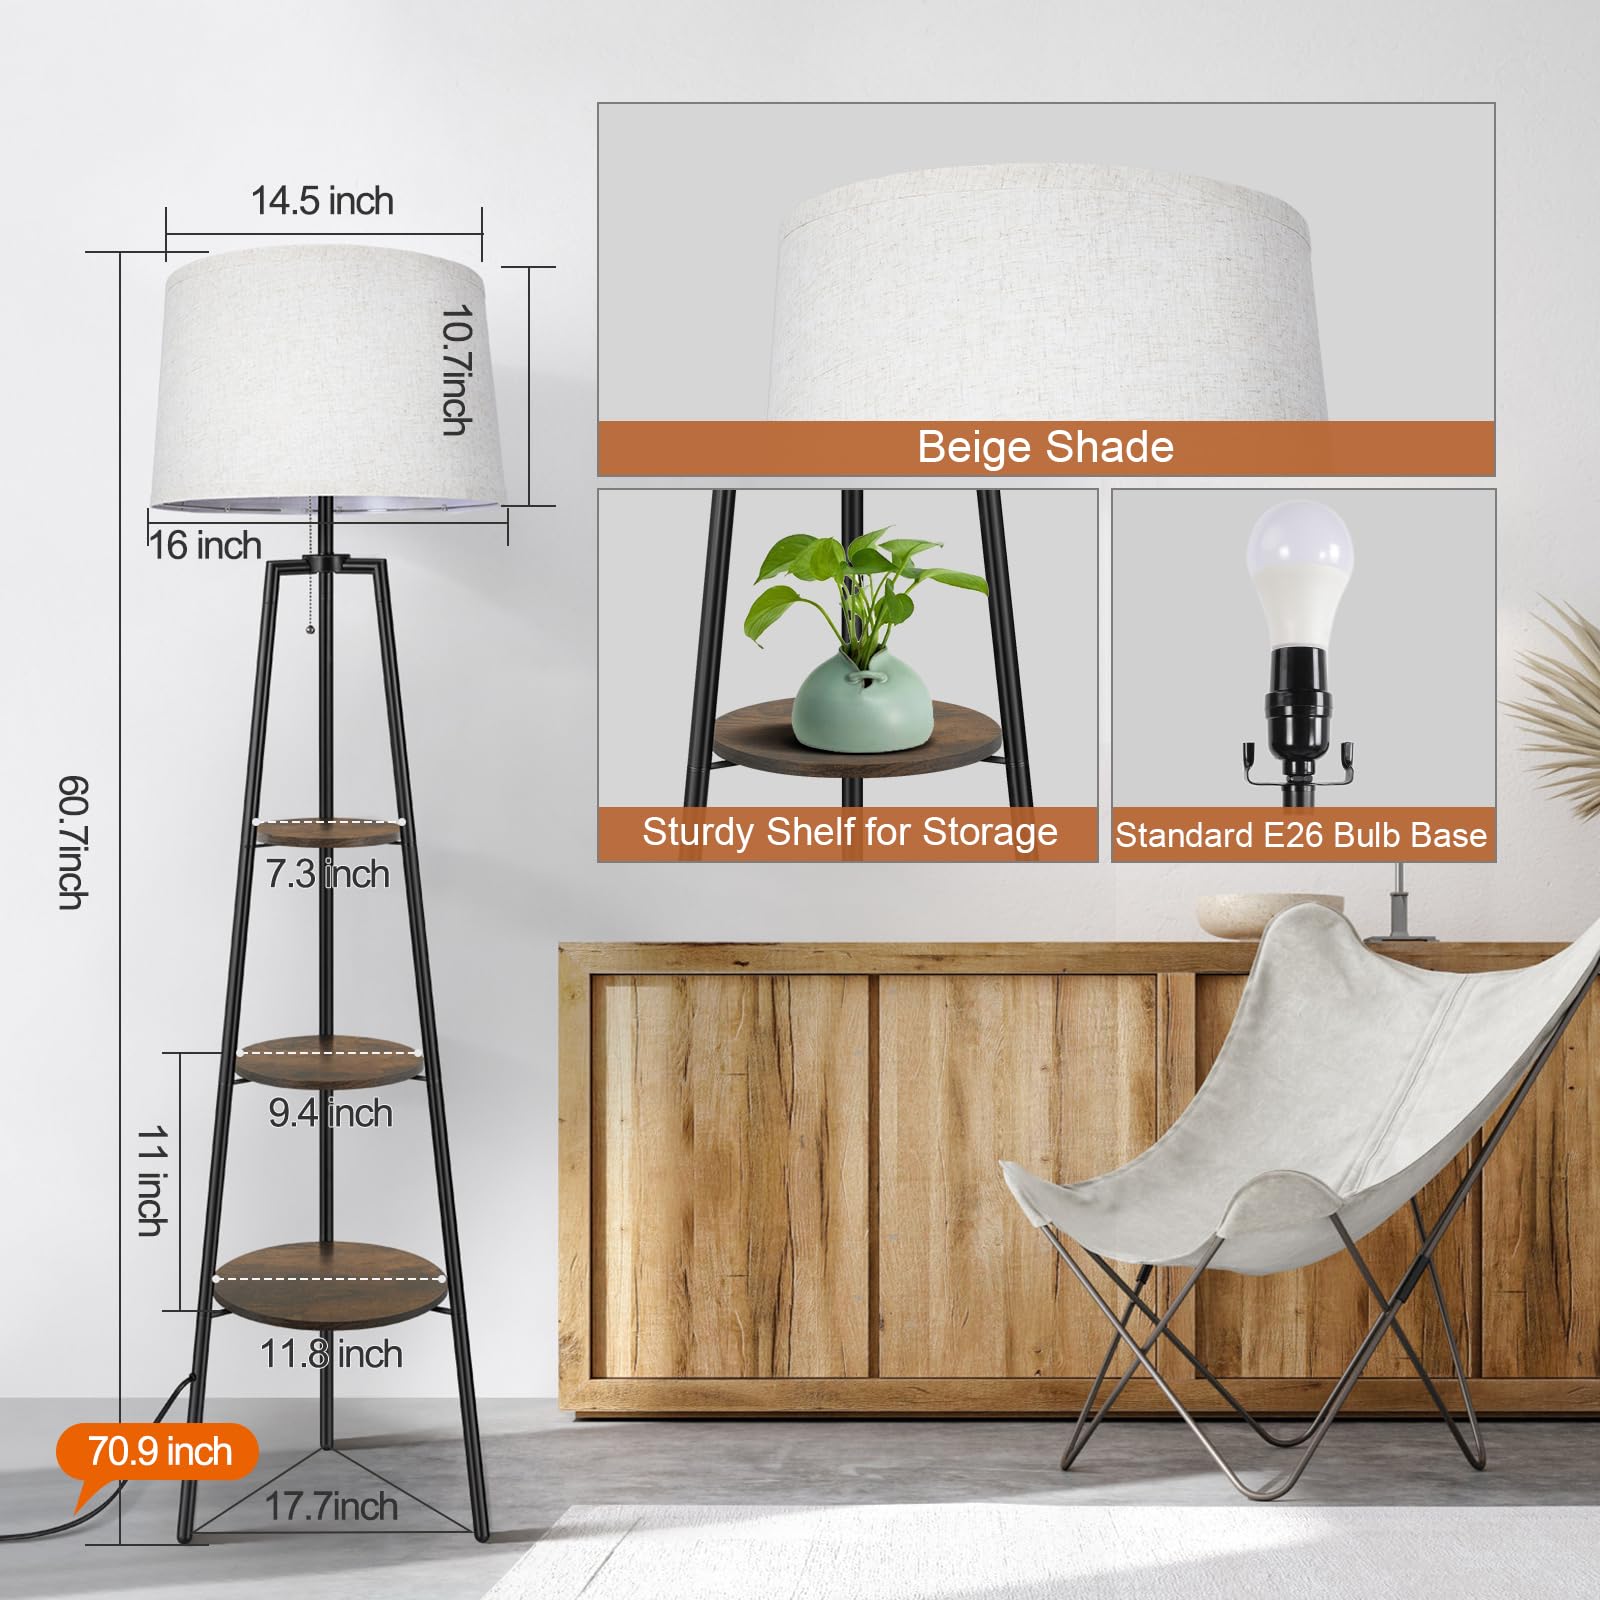 14.5 inch
10.7inch
16 inch
60.7inch
7.3 inch
9.4 inch
11 inch
11.8 inch
70.9 inch
17.7inch
Beige Shade
Sturdy Shelf for Storage
Standard E26 Bulb Base